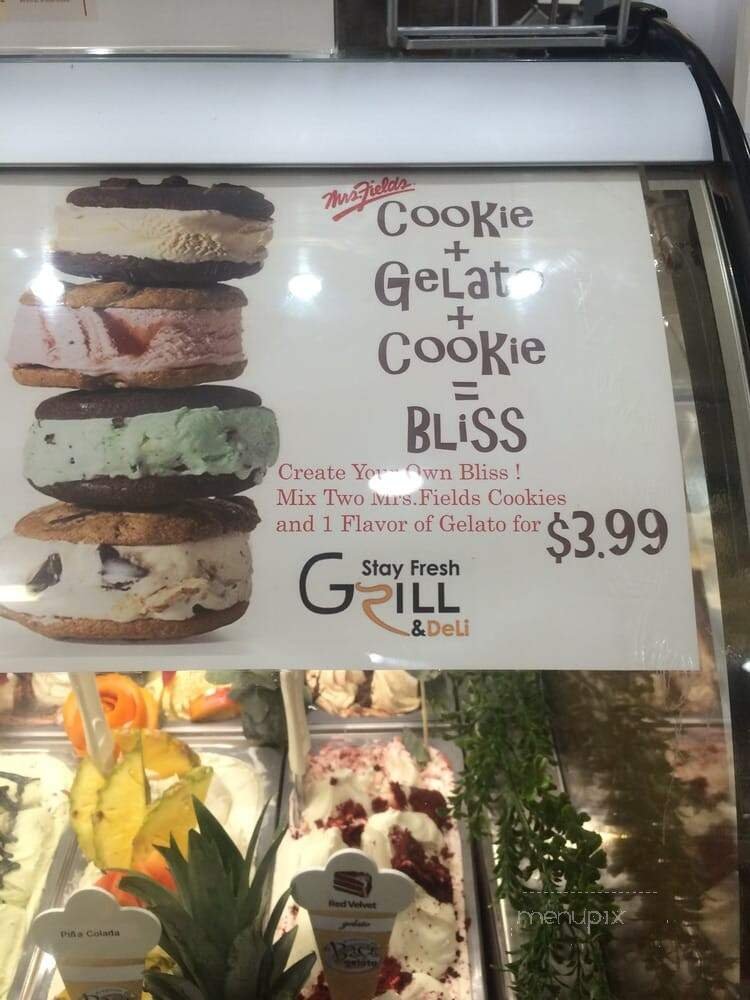 Mrs.Fields
Cookie
+
Gelato
+
Cookie
=
BLiSS
Create Your Own Bliss !
Mix Two Mrs.Fields Cookies
and 1 Flavor of Gelato for $3.99
Stay Fresh
GRILL
&DeLi
Red Velvet
gelato
Piña Colada
menupix